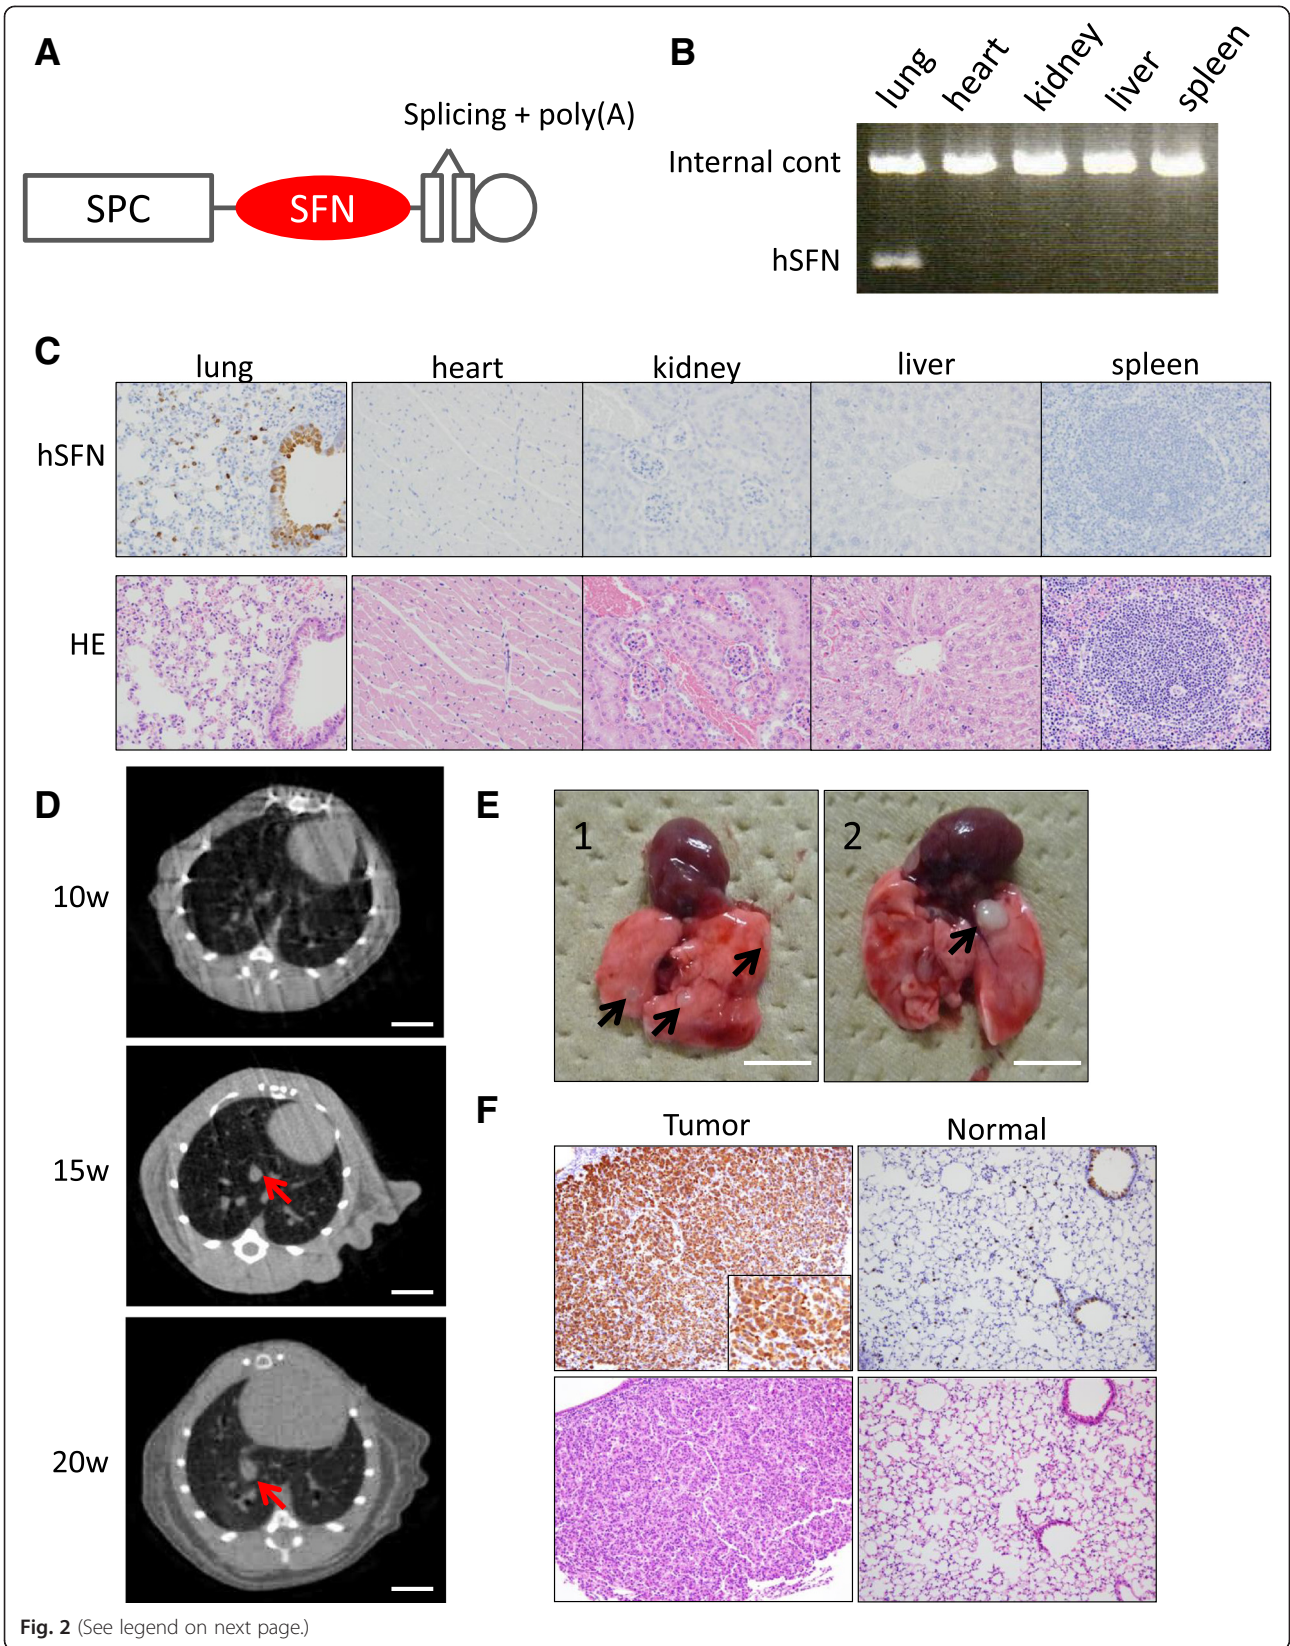 A
Splicing + poly(A)
SPC
SFN
B
lung
heart
kidney
liver
spleen
Internal cont
hSFN
C
lung
heart
kidney
liver
spleen
hSFN
HE
D
10w
15w
20w
E
1
2
F
Tumor
Normal
Fig. 2 (See legend on next page.)